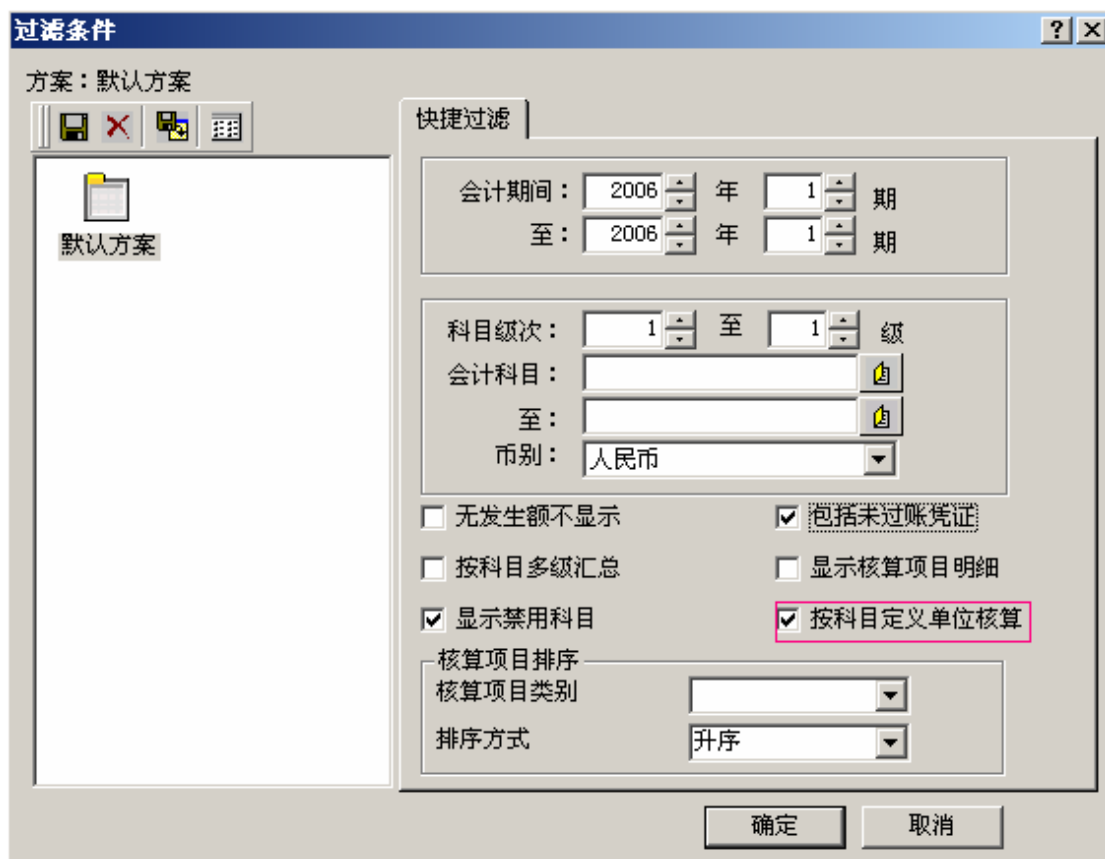 过滤条件
方案：默认方案
默认方案
快捷过滤
会计期间： 2006 年 1 期
至： 2006 年 1 期
科目级次： 1 至 1 级
会计科目：
至：
币别： 人民币
无发生额不显示 包括未过账凭证
按科目多级汇总 显示核算项目明细
显示禁用科目 按科目定义单位核算
核算项目排序
核算项目类别
排序方式 升序
确定 取消